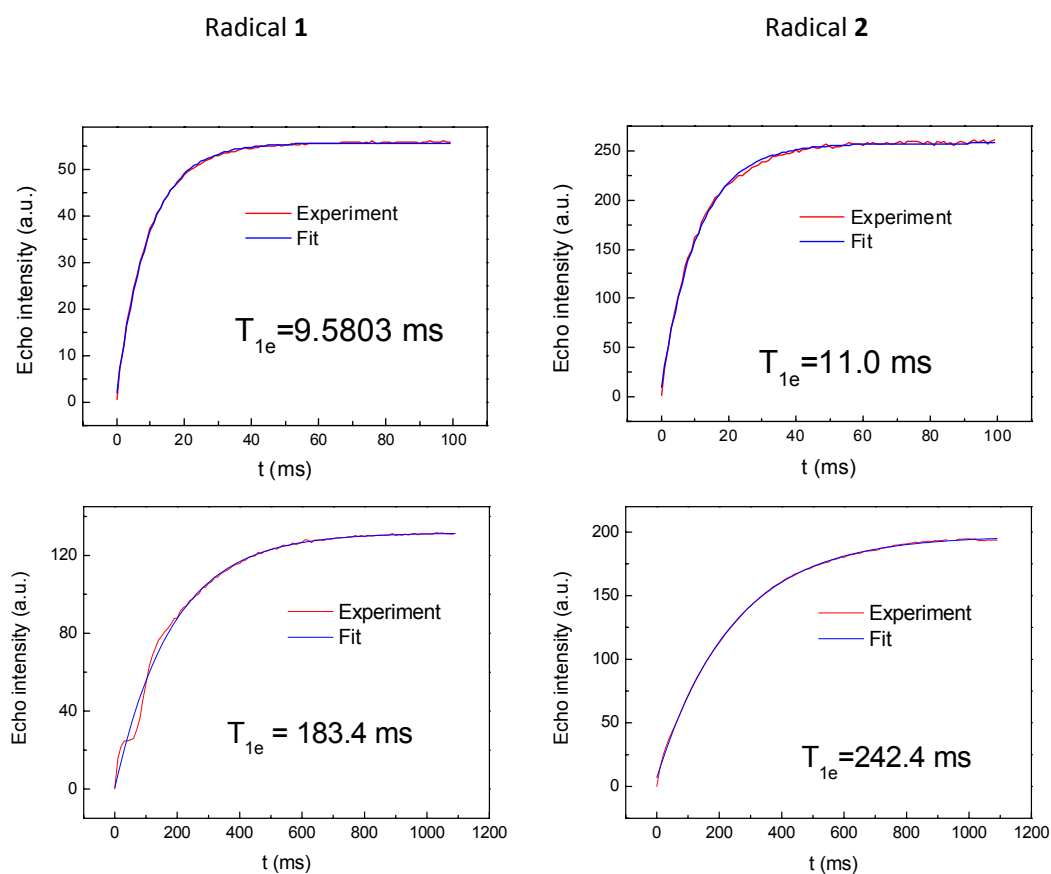 Radical 1
Radical 2
Echo intensity (a.u.)
50
40
30
20
10
0
Experiment
Fit
T1e=9.5803 ms
0 20 40 60 80 100
t (ms)
Echo intensity (a.u.)
250
200
150
100
50
0
Experiment
Fit
T1e=11.0 ms
0 20 40 60 80 100
t (ms)
Echo intensity (a.u.)
120
80
40
0
Experiment
Fit
T1e = 183.4 ms
0 200 400 600 800 1000 1200
t (ms)
Echo intensity (a.u.)
200
150
100
50
0
Experiment
Fit
T1e=242.4 ms
0 200 400 600 800 1000 1200
t (ms)